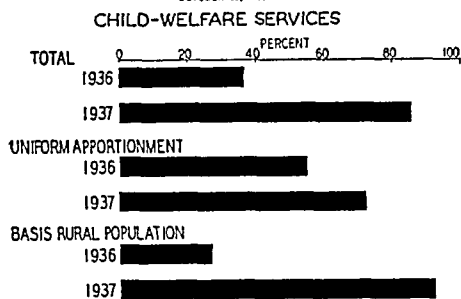 CHILD-WELFARE SERVICES
PERCENT
TOTAL 0 20 40 60 80 100
1936
1937
UNIFORM APPORTIONMENT
1936
1937
BASIS RURAL POPULATION
1936
1937